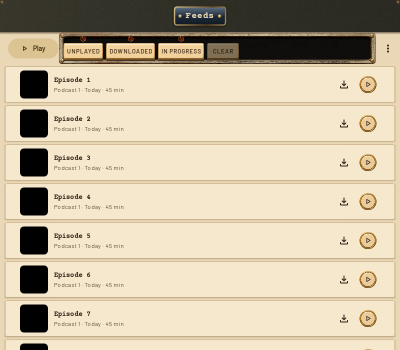 Feeds
Play
UNPLAYED
DOWNLOADED
IN PROGRESS
CLEAR
Episode 1
Podcast 1 · Today · 45 min
Episode 2
Podcast 1 · Today · 45 min
Episode 3
Podcast 1 · Today · 45 min
Episode 4
Podcast 1 · Today · 45 min
Episode 5
Podcast 1 · Today · 45 min
Episode 6
Podcast 1 · Today · 45 min
Episode 7
Podcast 1 · Today · 45 min